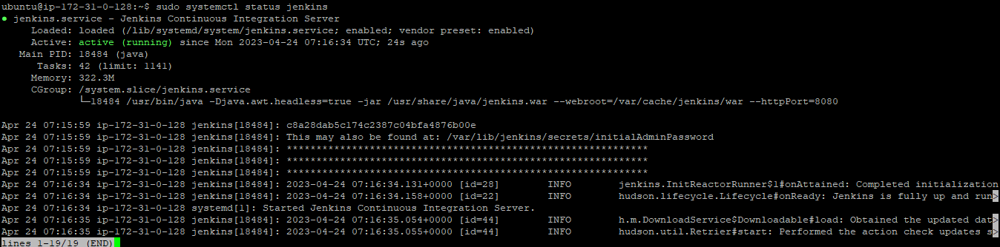 ubuntu@ip-172-31-0-128:~$ sudo systemctl status jenkins
● jenkins.service - Jenkins Continuous Integration Server
Loaded: loaded (/lib/systemd/system/jenkins.service; enabled; vendor preset: enabled)
Active: active (running) since Mon 2023-04-24 07:16:34 UTC; 24s ago
Main PID: 18484 (java)
Tasks: 42 (limit: 1141)
Memory: 322.3M
CGroup: /system.slice/jenkins.service
└─18484 /usr/bin/java -Djava.awt.headless=true -jar /usr/share/java/jenkins.war --webroot=/var/cache/jenkins/war --httpPort=8080
Apr 24 07:15:59 ip-172-31-0-128 jenkins[18484]: c8a28dab5c174c2387c04bfa4876b00e
Apr 24 07:15:59 ip-172-31-0-128 jenkins[18484]: This may also be found at: /var/lib/jenkins/secrets/initialAdminPassword
Apr 24 07:15:59 ip-172-31-0-128 jenkins[18484]: *************************************************************
Apr 24 07:15:59 ip-172-31-0-128 jenkins[18484]: *************************************************************
Apr 24 07:15:59 ip-172-31-0-128 jenkins[18484]: *************************************************************
Apr 24 07:16:34 ip-172-31-0-128 jenkins[18484]: 2023-04-24 07:16:34.131+0000 [id=28] INFO jenkins.InitReactorRunner$1#onAttained: Completed initialization
Apr 24 07:16:34 ip-172-31-0-128 jenkins[18484]: 2023-04-24 07:16:34.158+0000 [id=22] INFO hudson.lifecycle.Lifecycle#onReady: Jenkins is fully up and run>
Apr 24 07:16:34 ip-172-31-0-128 systemd[1]: Started Jenkins Continuous Integration Server.
Apr 24 07:16:35 ip-172-31-0-128 jenkins[18484]: 2023-04-24 07:16:35.054+0000 [id=44] INFO h.m.DownloadService$Downloadable#load: Obtained the updated dat>
Apr 24 07:16:35 ip-172-31-0-128 jenkins[18484]: 2023-04-24 07:16:35.055+0000 [id=44] INFO hudson.util.Retrier#start: Performed the action check updates s>
lines 1-19/19 (END)